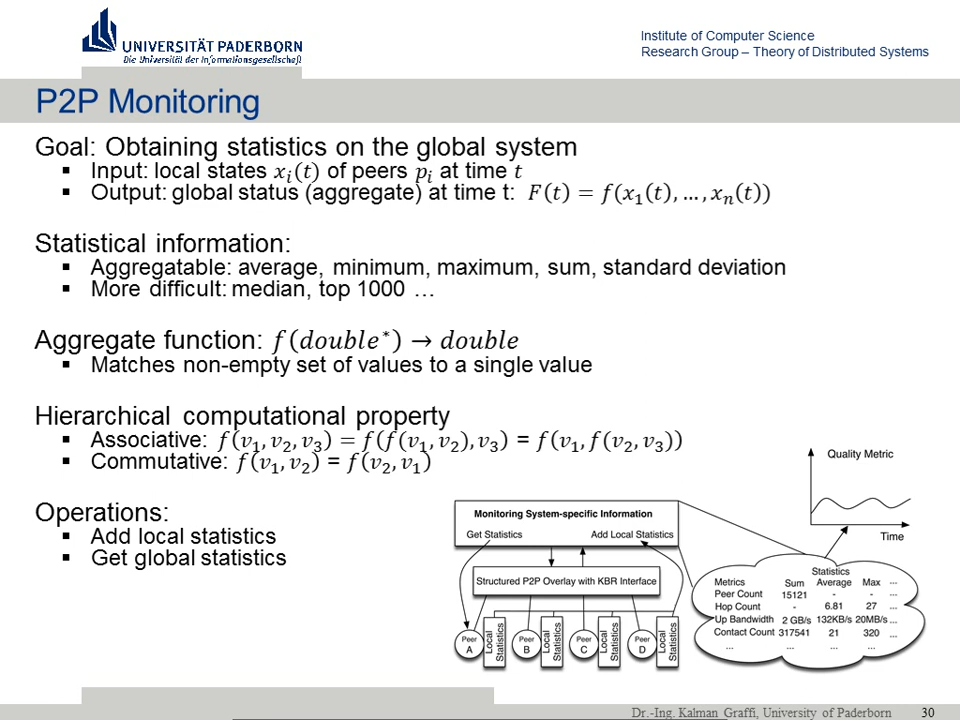 UNIVERSITÄT PADERBORN
Die Universität der Informationsgesellschaft
Institute of Computer Science
Research Group – Theory of Distributed Systems
P2P Monitoring
Goal: Obtaining statistics on the global system
▪ Input: local states 𝑥ᵢ(𝑡) of peers 𝑝ᵢ at time 𝑡
▪ Output: global status (aggregate) at time t: 𝐹(𝑡) = 𝑓(𝑥₁(𝑡), … , 𝑥ₙ(𝑡))
Statistical information:
▪ Aggregatable: average, minimum, maximum, sum, standard deviation
▪ More difficult: median, top 1000 …
Aggregate function: 𝑓(𝑑𝑜𝑢𝑏𝑙𝑒*) → 𝑑𝑜𝑢𝑏𝑙𝑒
▪ Matches non-empty set of values to a single value
Hierarchical computational property
▪ Associative: 𝑓(𝑣₁, 𝑣₂, 𝑣₃) = 𝑓(𝑓(𝑣₁, 𝑣₂), 𝑣₃) = 𝑓(𝑣₁, 𝑓(𝑣₂, 𝑣₃))
▪ Commutative: 𝑓(𝑣₁, 𝑣₂) = 𝑓(𝑣₂, 𝑣₁)
Operations:
▪ Add local statistics
▪ Get global statistics
Quality Metric
Time
Monitoring System-specific Information
Get Statistics Add Local Statistics
Structured P2P Overlay with KBR Interface
Peer A
Local Statistics
Peer B
Local Statistics
Peer C
Local Statistics
Peer D
Local Statistics
Statistics
Metrics Sum Average Max ...
Peer Count 15121 - - ...
Hop Count - 6.81 27 ...
Up Bandwidth 2 GB/s 132KB/s 20MB/s ...
Contact Count 317541 21 320 ...
... ... ... ...
Dr.-Ing. Kalman Graffi, University of Paderborn 30